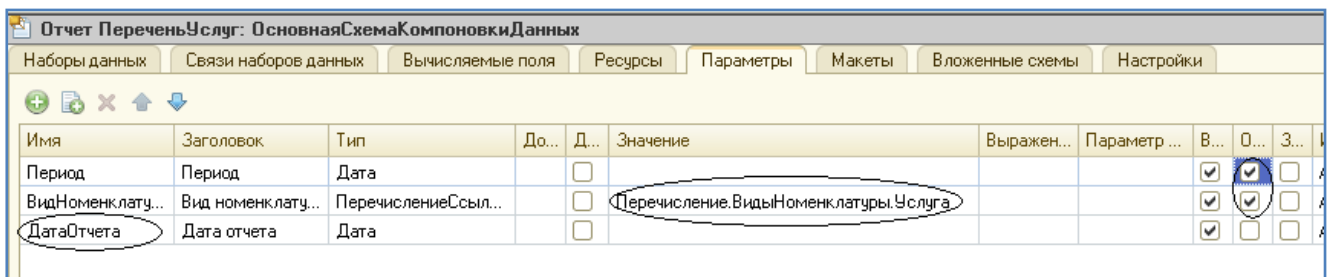 Отчет ПереченьУслуг: ОсновнаяСхемаКомпоновкиДанных
Наборы данных Связи наборов данных Вычисляемые поля Ресурсы Параметры Макеты Вложенные схемы Настройки
Имя Заголовок Тип До... Д... Значение Выражен... Параметр ... В... О... З...
Период Период Дата
ВидНоменклату... Вид номенклату... ПеречислениеСсыл... Перечисление.ВидыНоменклатуры.Услуга
ДатаОтчета Дата отчета Дата